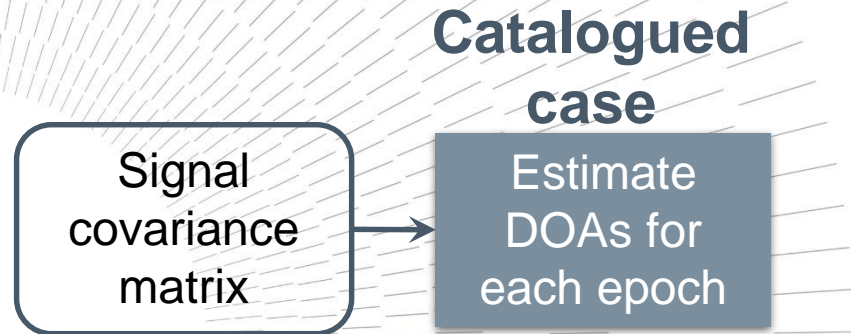 Catalogued
case
Signal
covariance
matrix
Estimate
DOAs for
each epoch